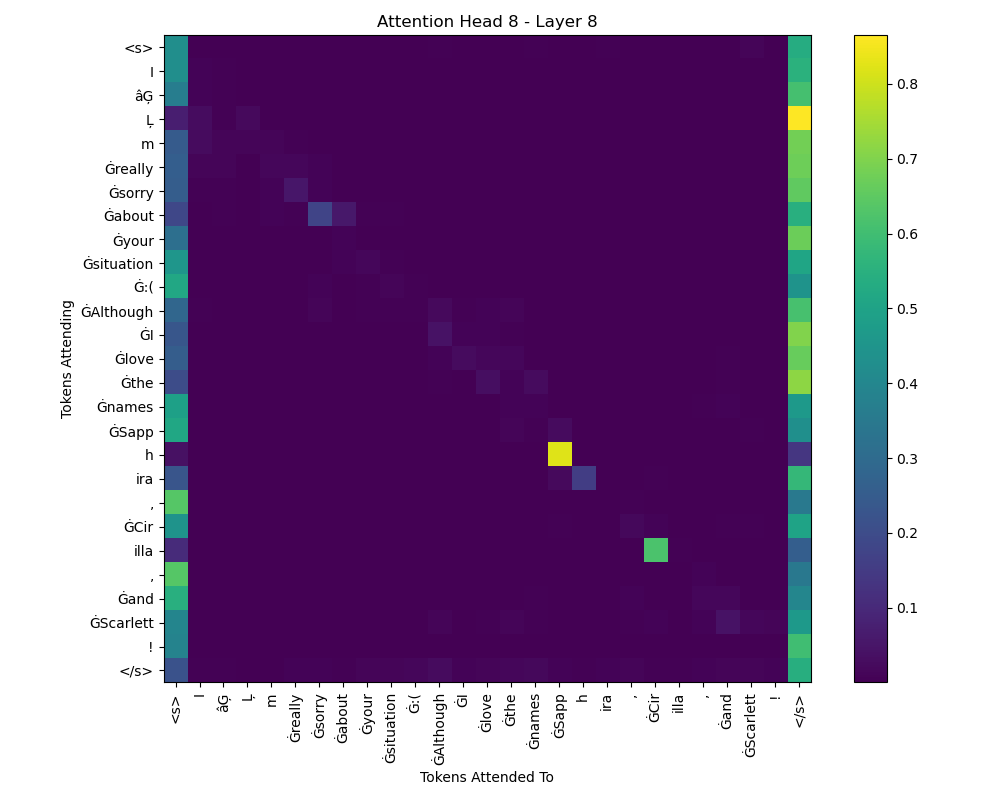 Attention Head 8 - Layer 8
<s>
I
âĢ
Ļ
m
Ġreally
Ġsorry
Ġabout
Ġyour
Ġsituation
Ġ:(
ĠAlthough
ĠI
Ġlove
Ġthe
Ġnames
ĠSapp
h
ira
,
ĠCir
illa
,
Ġand
ĠScarlett
!
</s>
Tokens Attending
<s>
I
âĢ
Ļ
m
Ġreally
Ġsorry
Ġabout
Ġyour
Ġsituation
Ġ:(
ĠAlthough
ĠI
Ġlove
Ġthe
Ġnames
ĠSapp
h
ira
,
ĠCir
illa
,
Ġand
ĠScarlett
!
</s>
Tokens Attended To
0.8
0.7
0.6
0.5
0.4
0.3
0.2
0.1